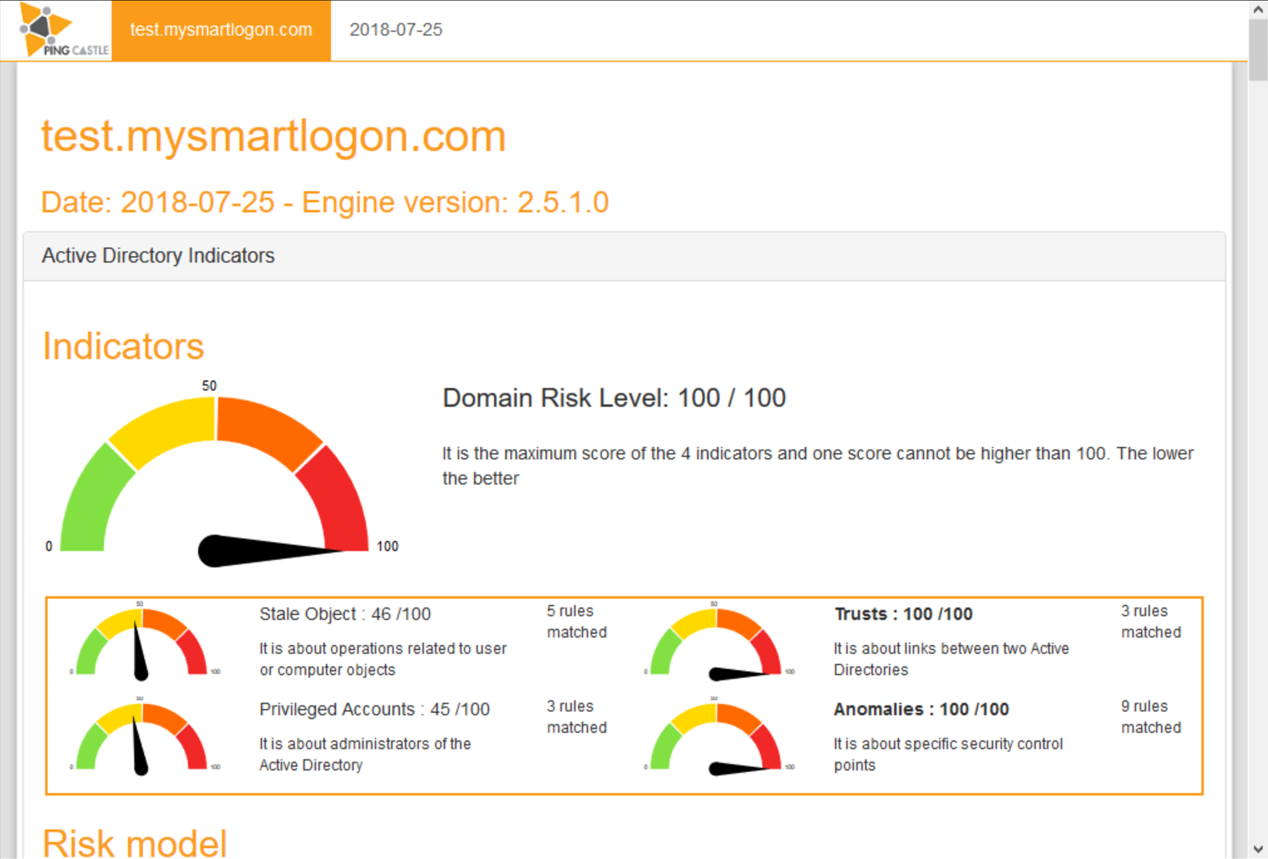 PING CASTLE
test.mysmartlogon.com
2018-07-25
test.mysmartlogon.com
Date: 2018-07-25 - Engine version: 2.5.1.0
Active Directory Indicators
Indicators
50
0
100
Domain Risk Level: 100 / 100
It is the maximum score of the 4 indicators and one score cannot be higher than 100. The lower
the better
50
0
100
Stale Object : 46 /100
It is about operations related to user
or computer objects
5 rules
matched
50
0
100
Trusts : 100 /100
It is about links between two Active
Directories
3 rules
matched
50
0
100
Privileged Accounts : 45 /100
It is about administrators of the
Active Directory
3 rules
matched
50
0
100
Anomalies : 100 /100
It is about specific security control
points
9 rules
matched
Risk model